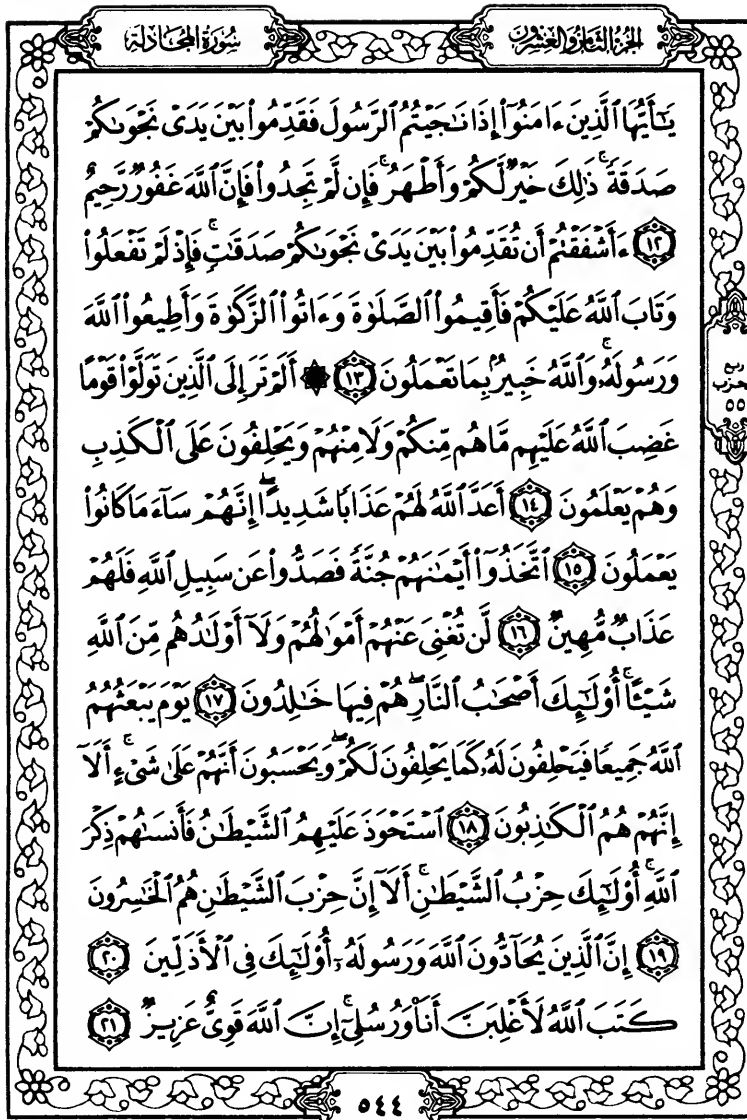 سُورَةُ المُجَادلَة
الجُزْءُ الثَّامِنُ وَالعِشْرُونَ
يَٰٓأَيُّهَا ٱلَّذِينَ ءَامَنُوٓا۟ إِذَا نَٰجَيْتُمُ ٱلرَّسُولَ فَقَدِّمُوا۟ بَيْنَ يَدَىْ نَجْوَىٰكُمْ
صَدَقَةًۚ ذَٰلِكَ خَيْرٌ لَّكُمْ وَأَطْهَرُۚ فَإِن لَّمْ تَجِدُوا۟ فَإِنَّ ٱللَّهَ غَفُورٌ رَّحِيمٌ
١٢ ءَأَشْفَقْتُمْ أَن تُقَدِّمُوا۟ بَيْنَ يَدَىْ نَجْوَىٰكُمْ صَدَقَٰتٍۚ فَإِذْ لَمْ تَفْعَلُوا۟
وَتَابَ ٱللَّهُ عَلَيْكُمْ فَأَقِيمُوا۟ ٱلصَّلَوٰةَ وَءَاتُوا۟ ٱلزَّكَوٰةَ وَأَطِيعُوا۟ ٱللَّهَ
وَرَسُولَهُۥۚ وَٱللَّهُ خَبِيرٌۢ بِمَا تَعْمَلُونَ ١٣ ۞ أَلَمْ تَرَ إِلَى ٱلَّذِينَ تَوَلَّوْا۟ قَوْمًا
غَضِبَ ٱللَّهُ عَلَيْهِم مَّا هُم مِّنكُمْ وَلَا مِنْهُمْ وَيَحْلِفُونَ عَلَى ٱلْكَذِبِ
وَهُمْ يَعْلَمُونَ ١٤ أَعَدَّ ٱللَّهُ لَهُمْ عَذَابًا شَدِيدًاۖ إِنَّهُمْ سَآءَ مَا كَانُوا۟
يَعْمَلُونَ ١٥ ٱتَّخَذُوٓا۟ أَيْمَٰنَهُمْ جُنَّةً فَصَدُّوا۟ عَن سَبِيلِ ٱللَّهِ فَلَهُمْ
عَذَابٌ مُّهِينٌ ١٦ لَّن تُغْنِىَ عَنْهُمْ أَمْوَٰلُهُمْ وَلَآ أَوْلَٰدُهُم مِّنَ ٱللَّهِ
شَيْـًٔاۚ أُو۟لَٰٓئِكَ أَصْحَٰبُ ٱلنَّارِۖ هُمْ فِيهَا خَٰلِدُونَ ١٧ يَوْمَ يَبْعَثُهُمُ
ٱللَّهُ جَمِيعًا فَيَحْلِفُونَ لَهُۥ كَمَا يَحْلِفُونَ لَكُمْۖ وَيَحْسَبُونَ أَنَّهُمْ عَلَىٰ شَىْءٍۚ أَلَآ
إِنَّهُمْ هُمُ ٱلْكَٰذِبُونَ ١٨ ٱسْتَحْوَذَ عَلَيْهِمُ ٱلشَّيْطَٰنُ فَأَنسَىٰهُمْ ذِكْرَ
ٱللَّهِۚ أُو۟لَٰٓئِكَ حِزْبُ ٱلشَّيْطَٰنِۚ أَلَآ إِنَّ حِزْبَ ٱلشَّيْطَٰنِ هُمُ ٱلْخَٰسِرُونَ
١٩ إِنَّ ٱلَّذِينَ يُحَآدُّونَ ٱللَّهَ وَرَسُولَهُۥٓ أُو۟لَٰٓئِكَ فِى ٱلْأَذَلِّينَ ٢٠
كَتَبَ ٱللَّهُ لَأَغْلِبَنَّ أَنَا۠ وَرُسُلِىٓۚ إِنَّ ٱللَّهَ قَوِىٌّ عَزِيزٌ ٢١
ربع
حزب
٥٥
٥٤٤